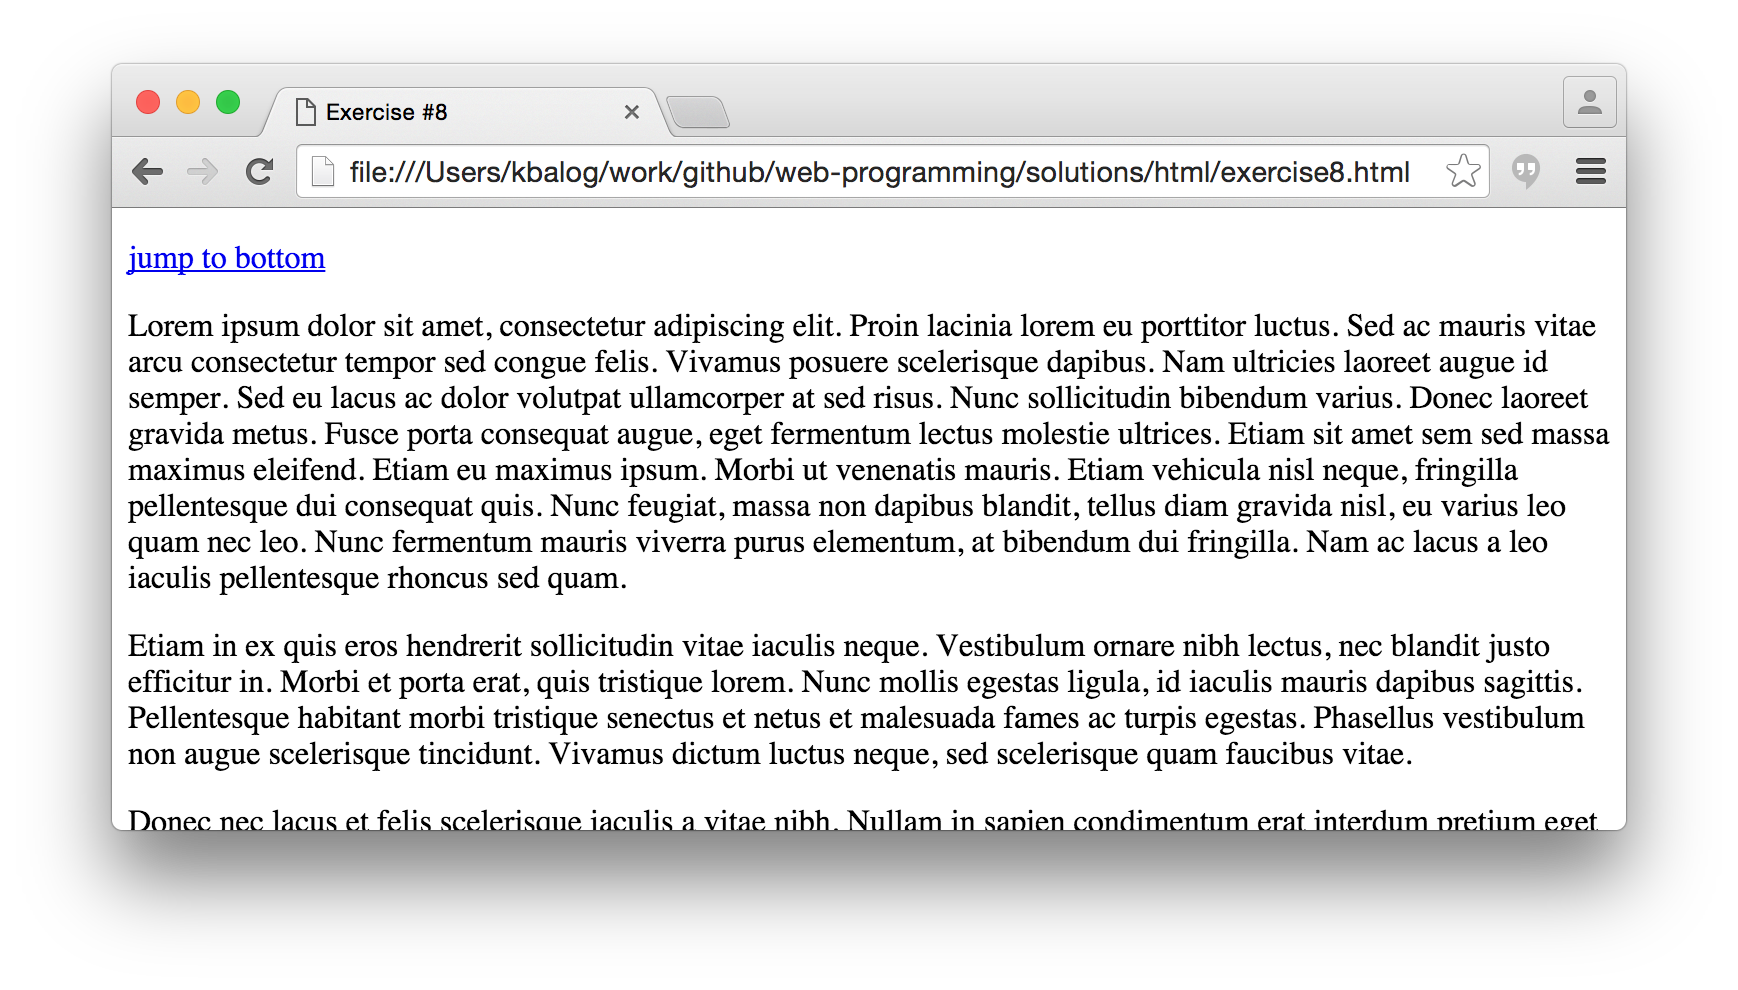 Exercise #8
file:///Users/kbalog/work/github/web-programming/solutions/html/exercise8.html
jump to bottom
Lorem ipsum dolor sit amet, consectetur adipiscing elit. Proin lacinia lorem eu porttitor luctus. Sed ac mauris vitae
arcu consectetur tempor sed congue felis. Vivamus posuere scelerisque dapibus. Nam ultricies laoreet augue id
semper. Sed eu lacus ac dolor volutpat ullamcorper at sed risus. Nunc sollicitudin bibendum varius. Donec laoreet
gravida metus. Fusce porta consequat augue, eget fermentum lectus molestie ultrices. Etiam sit amet sem sed massa
maximus eleifend. Etiam eu maximus ipsum. Morbi ut venenatis mauris. Etiam vehicula nisl neque, fringilla
pellentesque dui consequat quis. Nunc feugiat, massa non dapibus blandit, tellus diam gravida nisl, eu varius leo
quam nec leo. Nunc fermentum mauris viverra purus elementum, at bibendum dui fringilla. Nam ac lacus a leo
iaculis pellentesque rhoncus sed quam.
Etiam in ex quis eros hendrerit sollicitudin vitae iaculis neque. Vestibulum ornare nibh lectus, nec blandit justo
efficitur in. Morbi et porta erat, quis tristique lorem. Nunc mollis egestas ligula, id iaculis mauris dapibus sagittis.
Pellentesque habitant morbi tristique senectus et netus et malesuada fames ac turpis egestas. Phasellus vestibulum
non augue scelerisque tincidunt. Vivamus dictum luctus neque, sed scelerisque quam faucibus vitae.
Donec nec lacus et felis scelerisque iaculis a vitae nibh. Nullam in sapien condimentum erat interdum pretium eget